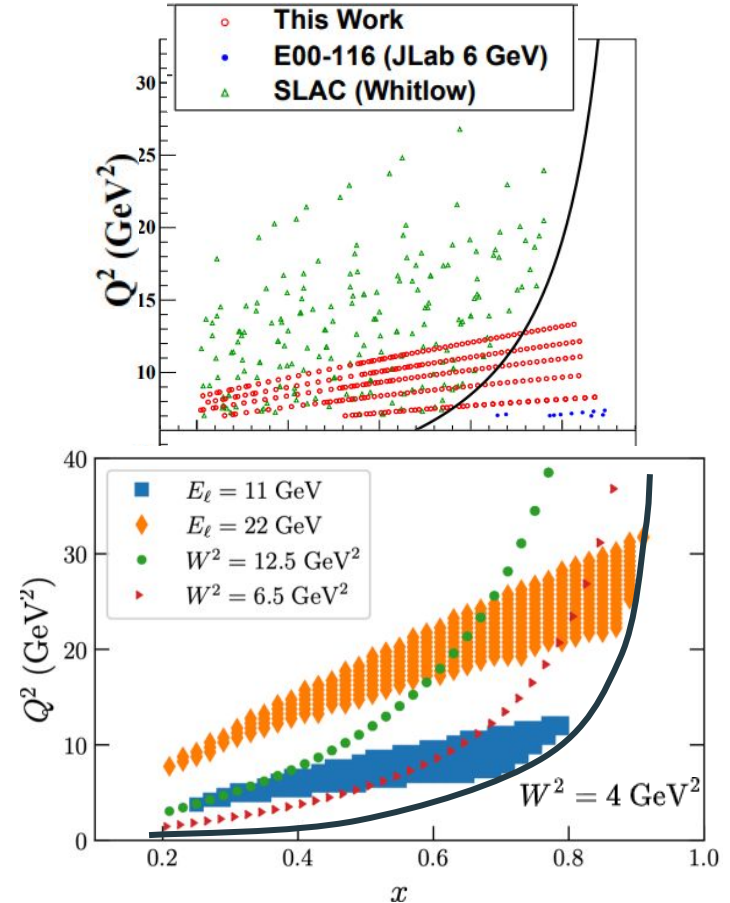 This Work
E00-116 (JLab 6 GeV)
SLAC (Whitlow)
30
25
20
15
10
Q² (GeV²)
40
30
20
10
0
Q² (GeV²)
E_ℓ = 11 GeV
E_ℓ = 22 GeV
W² = 12.5 GeV²
W² = 6.5 GeV²
W² = 4 GeV²
0.2 0.4 0.6 0.8 1.0
x